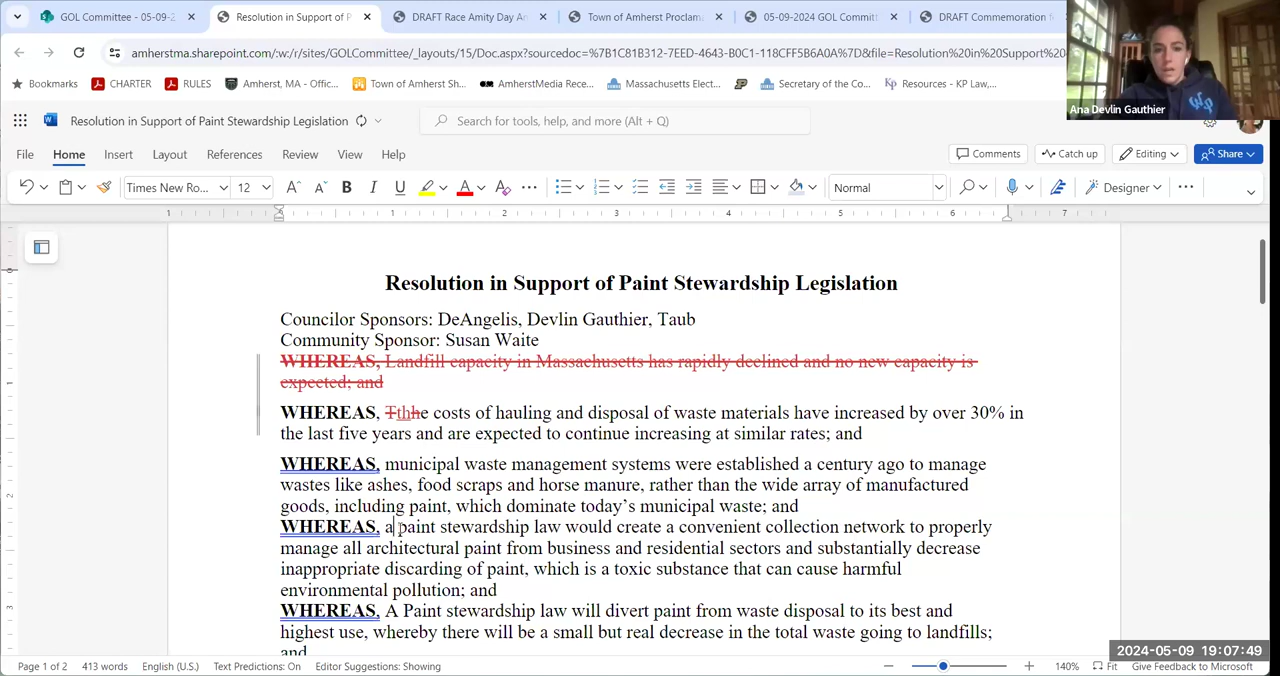 GOL Committee - 05-09-2
Resolution in Support of P
DRAFT Race Amity Day An
Town of Amherst Proclam
05-09-2024 GOL Committ
DRAFT Commemoration f
amherstma.sharepoint.com/:w:/r/sites/GOLCommittee/_layouts/15/Doc.aspx?sourcedoc=%7B1C81B312-7EED-4643-B0C1-118CFF5B6A0A%7D&file=Resolution%20in%20Support
Bookmarks
CHARTER
RULES
Amherst, MA - Offic...
Town of Amherst Sh...
AmherstMedia Rece...
Massachusetts Elect...
Secretary of the Co...
Resources - KP Law,...
Ana Devlin Gauthier
Resolution in Support of Paint Stewardship Legislation
Search for tools, help, and more (Alt + Q)
File
Home
Insert
Layout
References
Review
View
Help
Comments
Catch up
Editing
Share
Times New Ro...
12
Normal
Designer
1 1 2 3 4 5 6 7
Resolution in Support of Paint Stewardship Legislation
Councilor Sponsors: DeAngelis, Devlin Gauthier, Taub
Community Sponsor: Susan Waite
WHEREAS, Landfill capacity in Massachusetts has rapidly declined and no new capacity is
expected; and
WHEREAS, Tthhe costs of hauling and disposal of waste materials have increased by over 30% in
the last five years and are expected to continue increasing at similar rates; and
WHEREAS, municipal waste management systems were established a century ago to manage
wastes like ashes, food scraps and horse manure, rather than the wide array of manufactured
goods, including paint, which dominate today's municipal waste; and
WHEREAS, a paint stewardship law would create a convenient collection network to properly
manage all architectural paint from business and residential sectors and substantially decrease
inappropriate discarding of paint, which is a toxic substance that can cause harmful
environmental pollution; and
WHEREAS, A Paint stewardship law will divert paint from waste disposal to its best and
highest use, whereby there will be a small but real decrease in the total waste going to landfills;
and
2024-05-09 19:07:49
Page 1 of 2
413 words
English (U.S.)
Text Predictions: On
Editor Suggestions: Showing
140%
Fit
Give Feedback to Microsoft